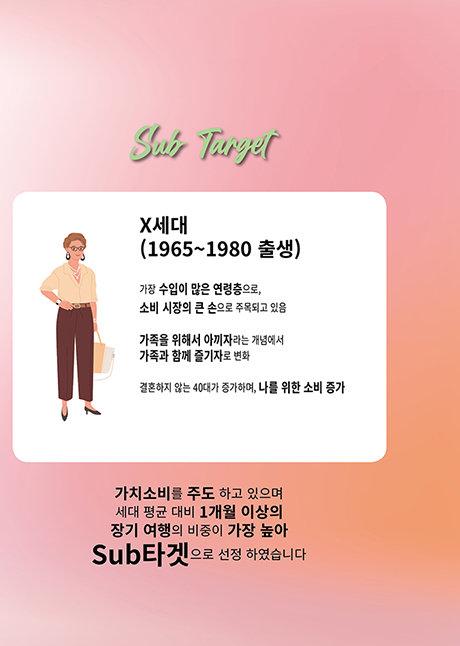 Sub Target
X세대
(1965~1980 출생)
가장 수입이 많은 연령층으로,
소비 시장의 큰 손으로 주목되고 있음
가족을 위해서 아끼자라는 개념에서
가족과 함께 즐기자로 변화
결혼하지 않는 40대가 증가하며, 나를 위한 소비 증가
가치소비를 주도 하고 있으며
세대 평균 대비 1개월 이상의
장기 여행의 비중이 가장 높아
Sub타겟으로 선정 하였습니다